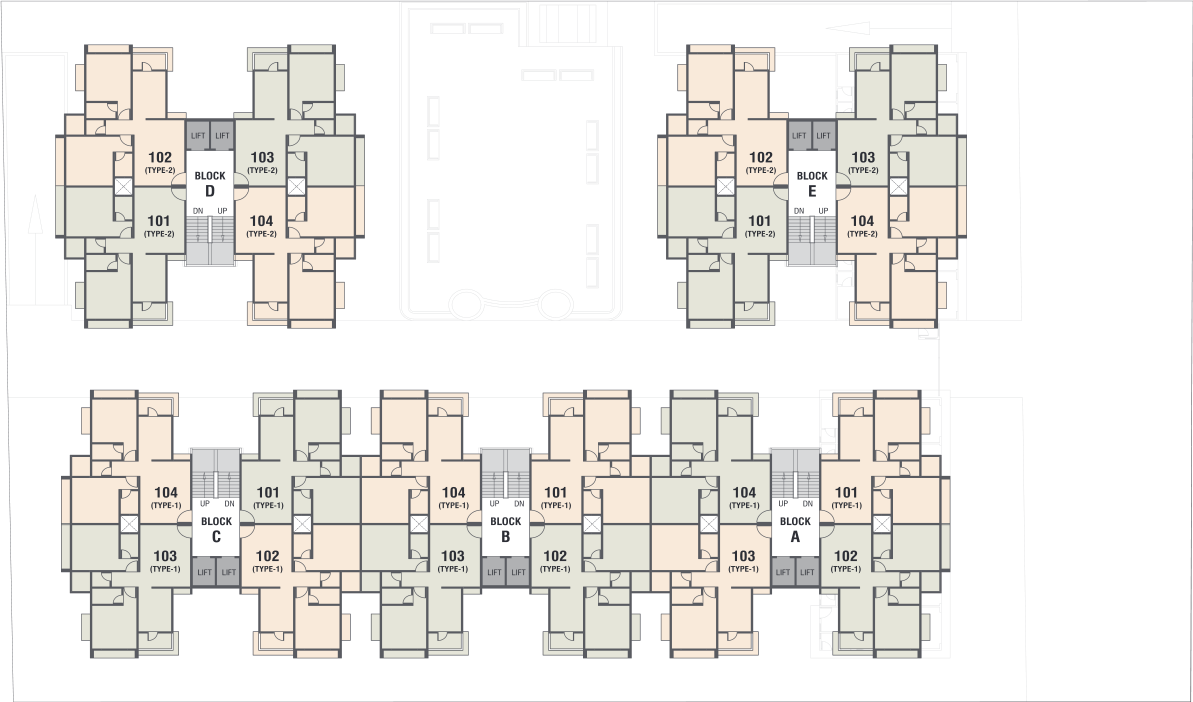 LIFT LIFT
102
(TYPE-2)
103
(TYPE-2)
BLOCK
D
DN UP
101
(TYPE-2)
104
(TYPE-2)
LIFT LIFT
102
(TYPE-2)
103
(TYPE-2)
BLOCK
E
DN UP
101
(TYPE-2)
104
(TYPE-2)
104
(TYPE-1)
101
(TYPE-1)
UP DN
BLOCK
C
103
(TYPE-1)
102
(TYPE-1)
LIFT LIFT
104
(TYPE-1)
101
(TYPE-1)
UP DN
BLOCK
B
103
(TYPE-1)
102
(TYPE-1)
LIFT LIFT
104
(TYPE-1)
101
(TYPE-1)
UP DN
BLOCK
A
103
(TYPE-1)
102
(TYPE-1)
LIFT LIFT